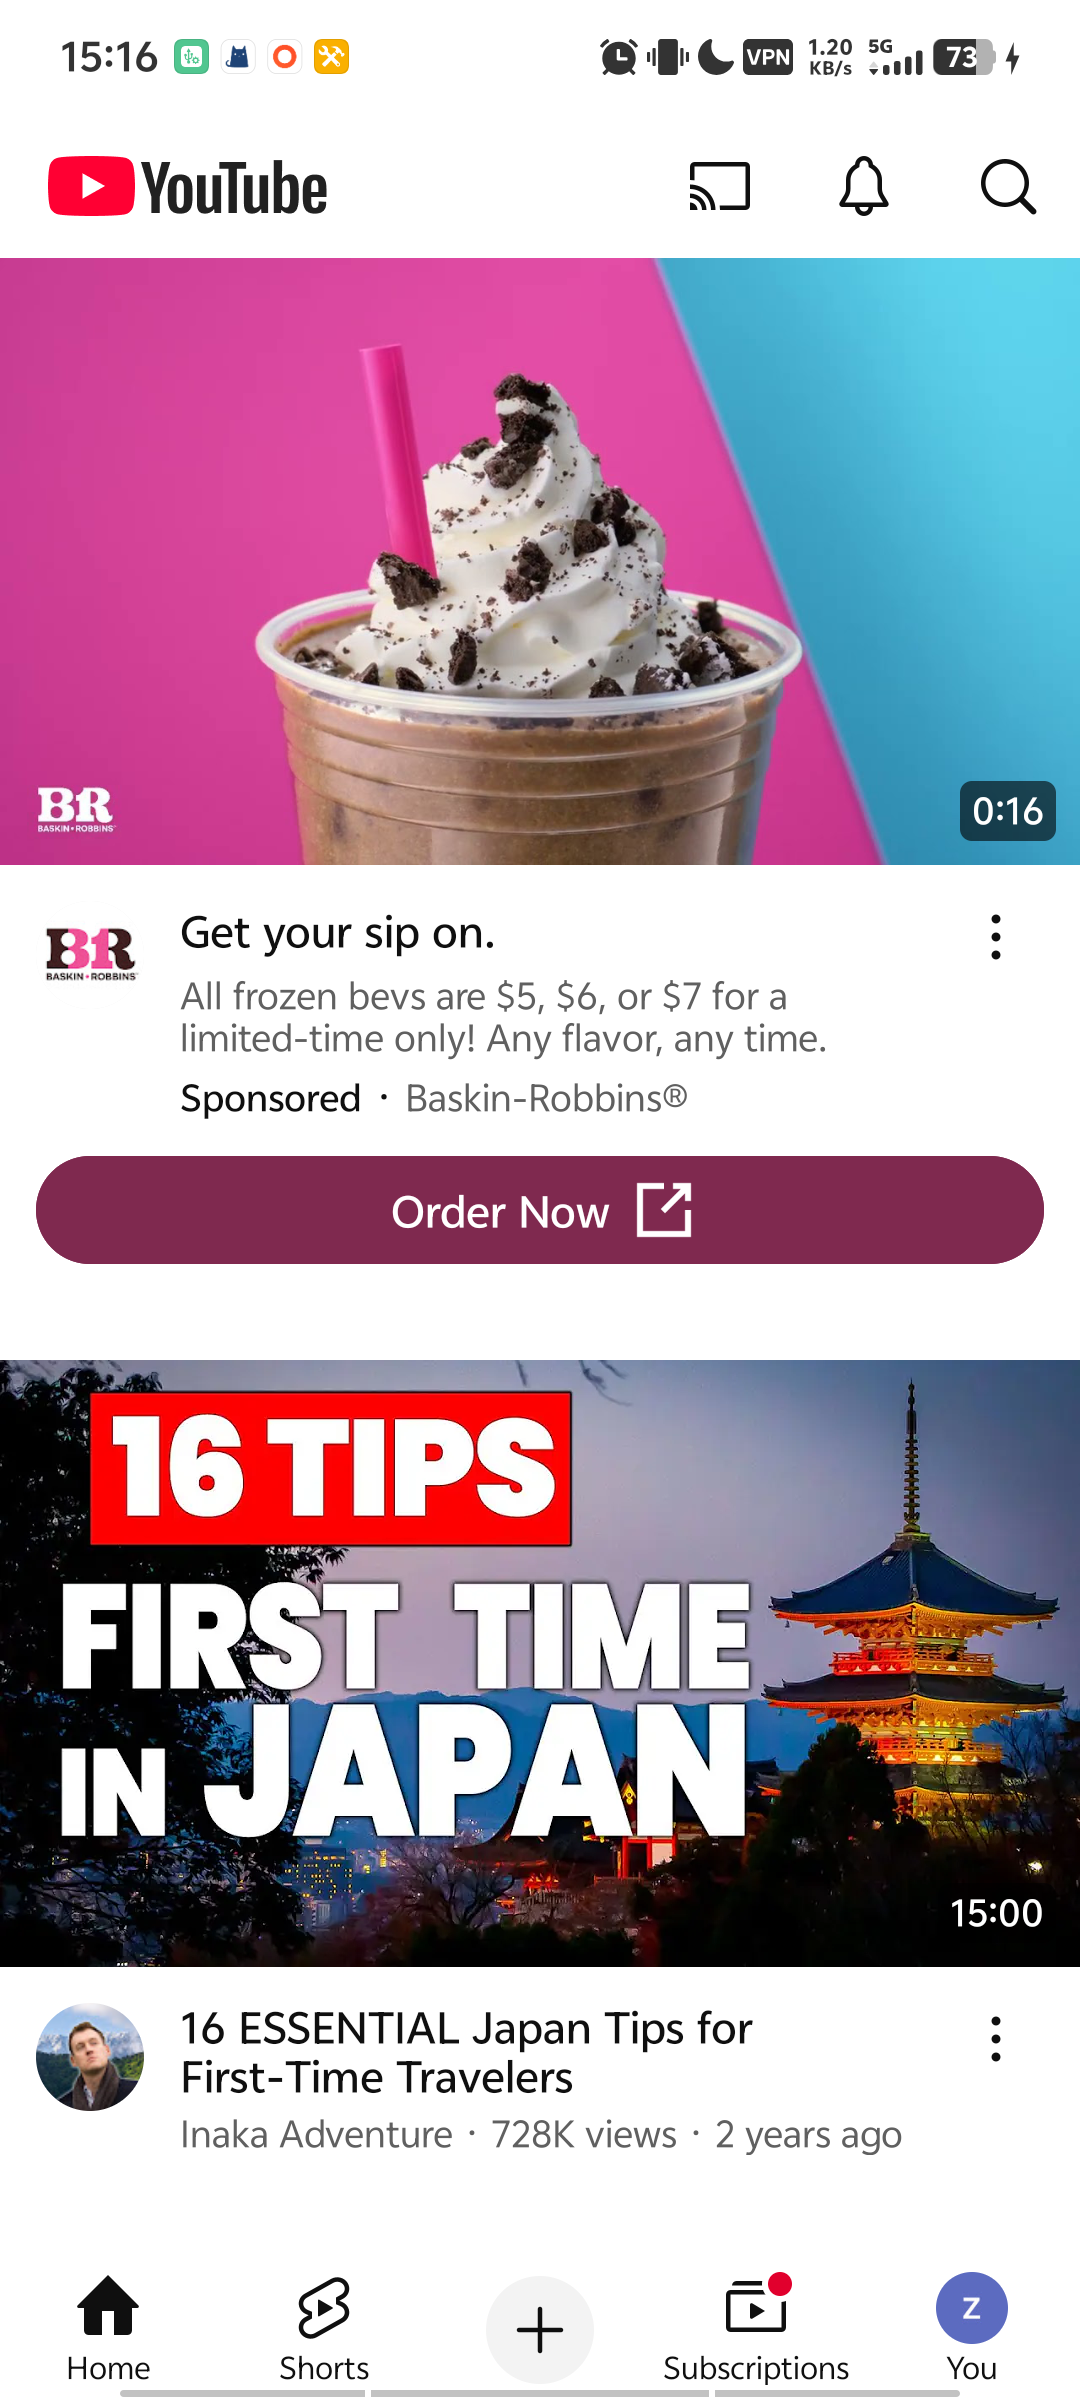 15:16
VPN
1.20
KB/s
5G
73
YouTube
BR
BASKIN•ROBBINS
0:16
BR
BASKIN•ROBBINS
Get your sip on.
All frozen bevs are $5, $6, or $7 for a
limited-time only! Any flavor, any time.
Sponsored · Baskin-Robbins®
Order Now
16 TIPS
FIRST TIME
IN JAPAN
15:00
16 ESSENTIAL Japan Tips for
First-Time Travelers
Inaka Adventure · 728K views · 2 years ago
Home
Shorts
Subscriptions
Z
You